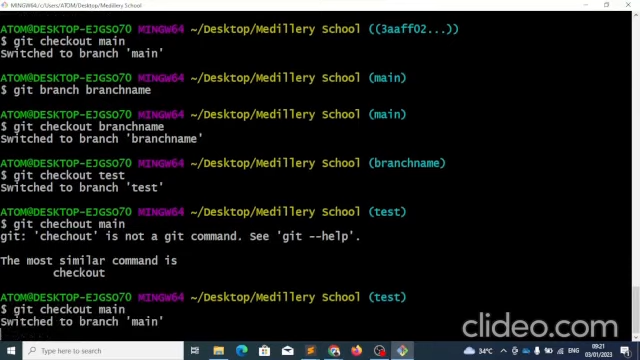 MINGW64:/c/Users/ATOM/Desktop/Medillery School
ATOM@DESKTOP-EJGSO70 MINGW64 ~/Desktop/Medillery School ((3aaff02...))
$ git checkout main
Switched to branch 'main'
ATOM@DESKTOP-EJGSO70 MINGW64 ~/Desktop/Medillery School (main)
$ git branch branchname
ATOM@DESKTOP-EJGSO70 MINGW64 ~/Desktop/Medillery School (main)
$ git checkout branchname
Switched to branch 'branchname'
ATOM@DESKTOP-EJGSO70 MINGW64 ~/Desktop/Medillery School (branchname)
$ git checkout test
Switched to branch 'test'
ATOM@DESKTOP-EJGSO70 MINGW64 ~/Desktop/Medillery School (test)
$ git chechout main
git: 'chechout' is not a git command. See 'git --help'.
The most similar command is
checkout
ATOM@DESKTOP-EJGSO70 MINGW64 ~/Desktop/Medillery School (test)
$ git checkout main
Switched to branch 'main'
clideo.com
34°C
ENG
09:21
03/01/2023